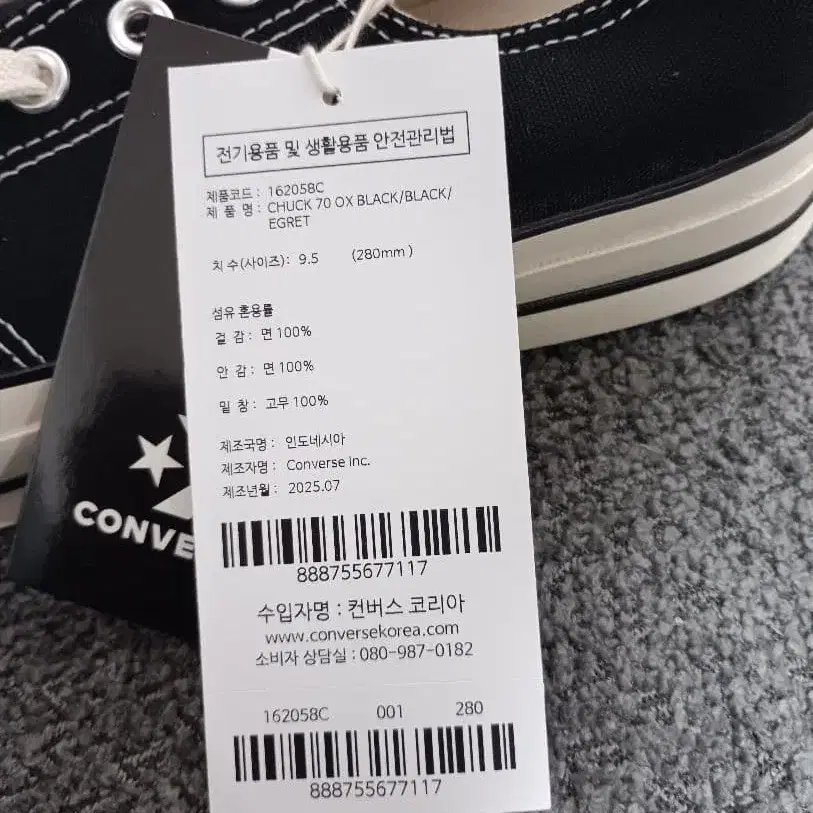 전기용품 및 생활용품 안전관리법
제품코드 : 162058C
제 품 명 : CHUCK 70 OX BLACK/BLACK/
EGRET
치 수(사이즈) : 9.5 (280mm )
섬유 혼용률
겉 감 : 면 100%
안 감 : 면 100%
밑 창 : 고무 100%
제조국명 : 인도네시아
제조자명 : Converse Inc.
제조년월 : 2025.07
888755677117
수입자명 : 컨버스 코리아
www.conversekorea.com
소비자 상담실 : 080-987-0182
162058C 001 280
888755677117
CONVE